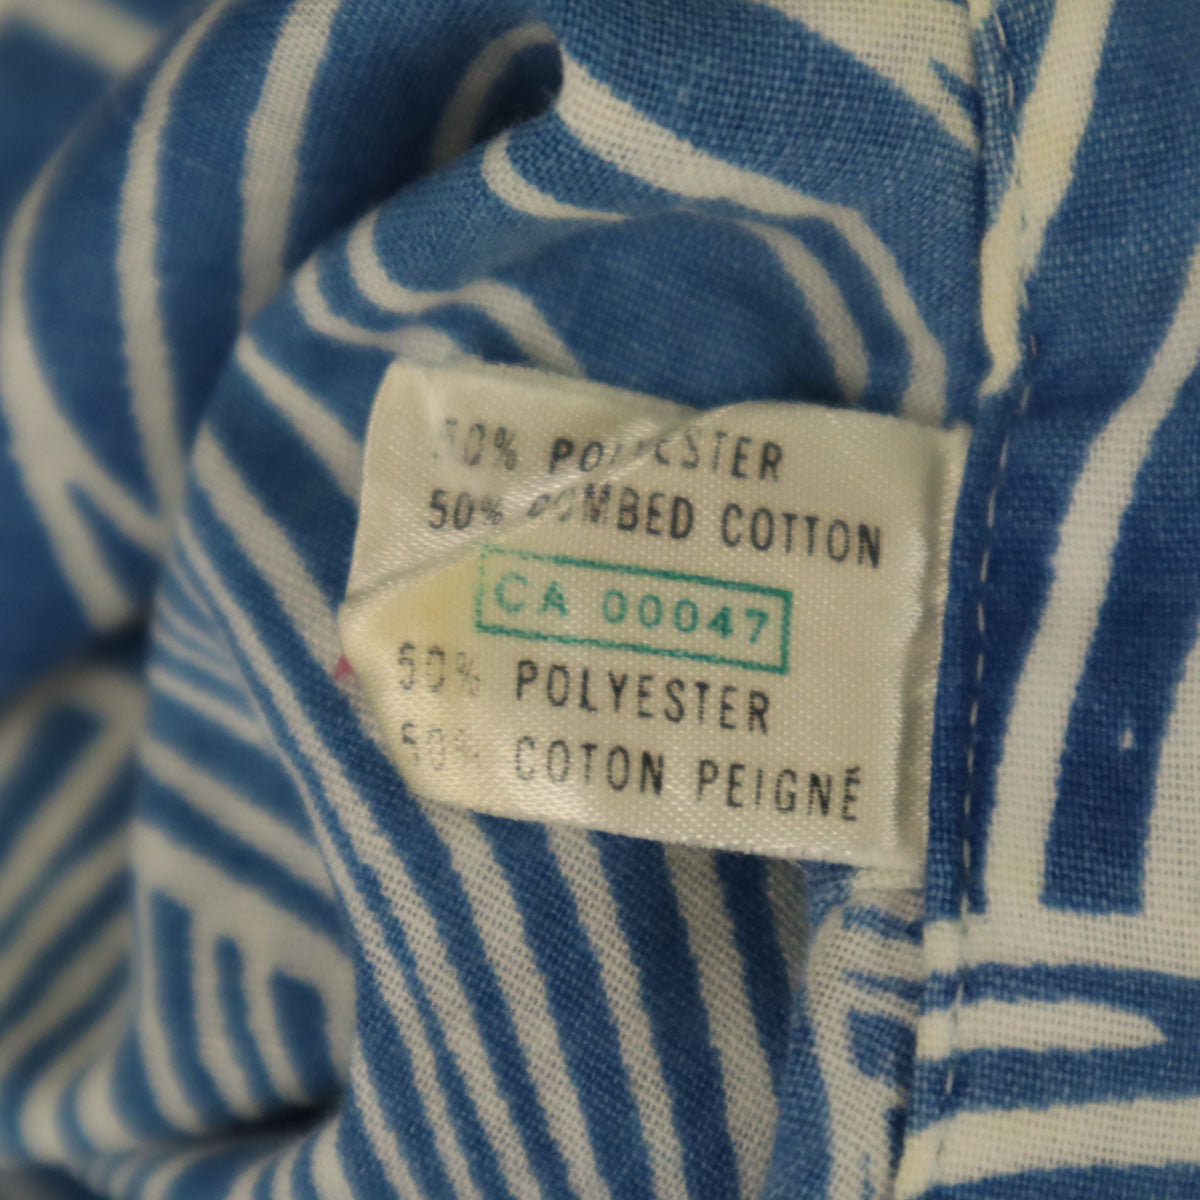 50% POLYESTER
50% COMBED COTTON
CA 00047
50% POLYESTER
50% COTON PEIGNÉ